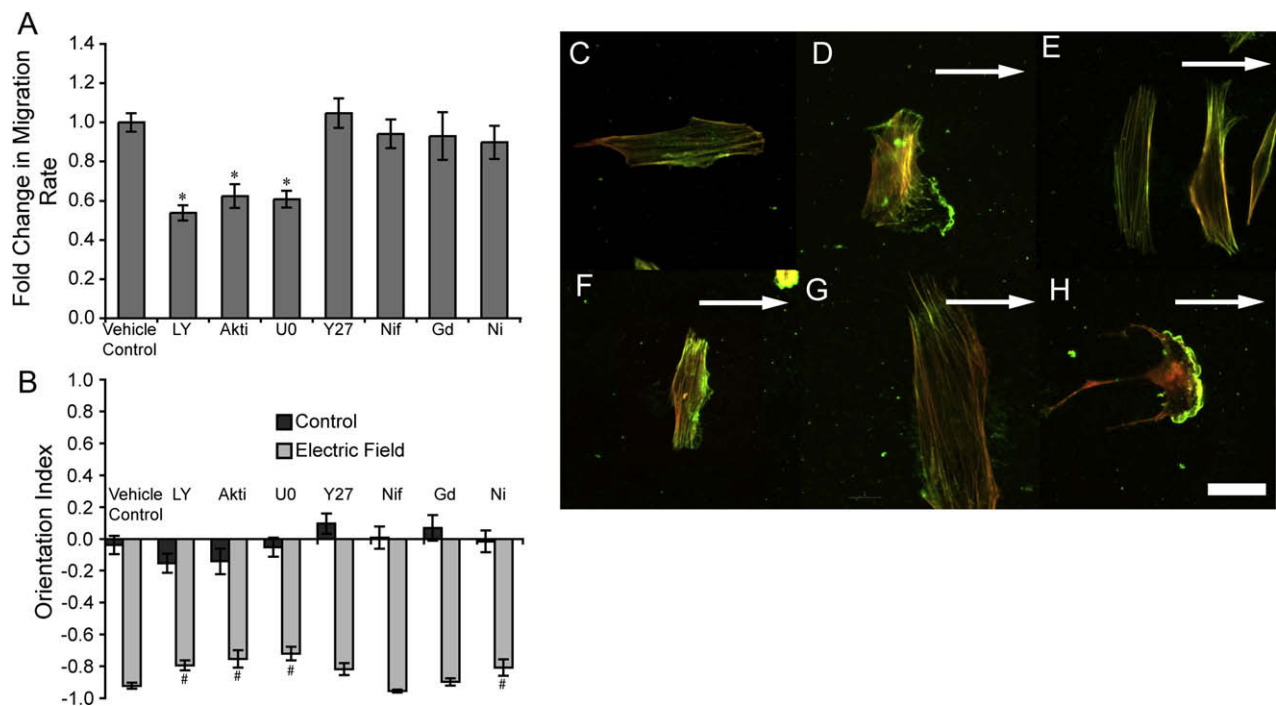 A
Fold Change in Migration
Rate
1.4
1.2
1.0
0.8
0.6
0.4
0.2
0.0
* * *
Vehicle
Control
LY Akti U0 Y27 Nif Gd Ni
B
Orientation Index
1.0
0.8
0.6
0.4
0.2
0.0
-0.2
-0.4
-0.6
-0.8
-1.0
Control
Electric Field
Vehicle
Control
LY Akti U0 Y27 Nif Gd Ni
# # # #
C
D
E
F
G
H